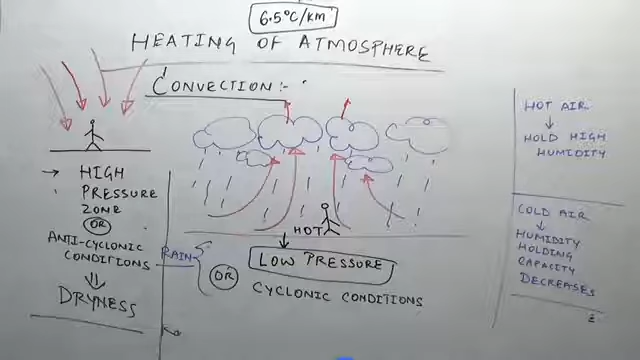 6.5°C/KM
HEATING OF ATMOSPHERE
CONVECTION:-
→ HIGH
PRESSURE
ZONE
OR
ANTI-CYCLONIC
CONDITIONS
⇓
DRYNESS
HOT
RAIN
LOW PRESSURE
OR
CYCLONIC CONDITIONS
HOT AIR
↓
HOLD HIGH
HUMIDITY
COLD AIR
↓
HUMIDITY
HOLDING
CAPACITY
DECREASES